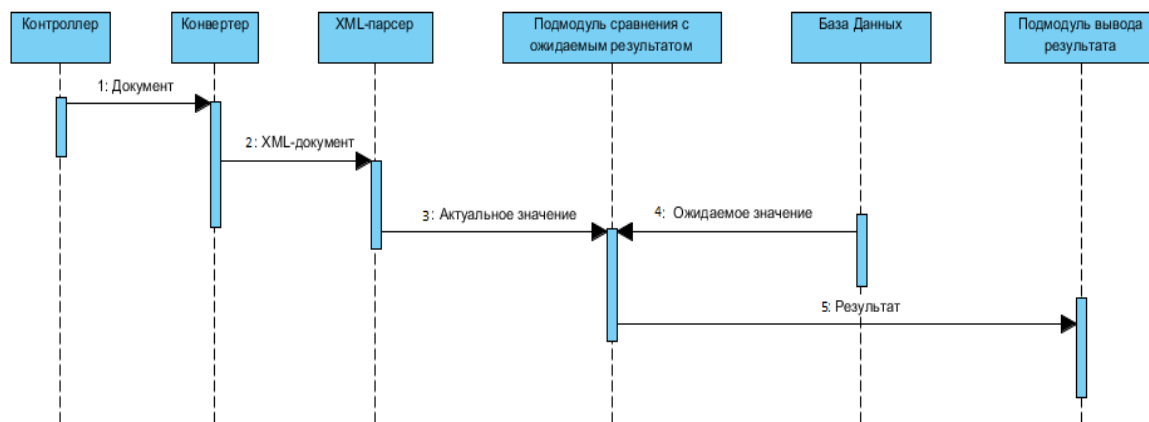 Контроллер
Конвертер
XML-парсер
Подмодуль сравнения с
ожидаемым результатом
База Данных
Подмодуль вывода
результата
1: Документ
2: XML-документ
3: Актуальное значение
4: Ожидаемое значение
5: Результат